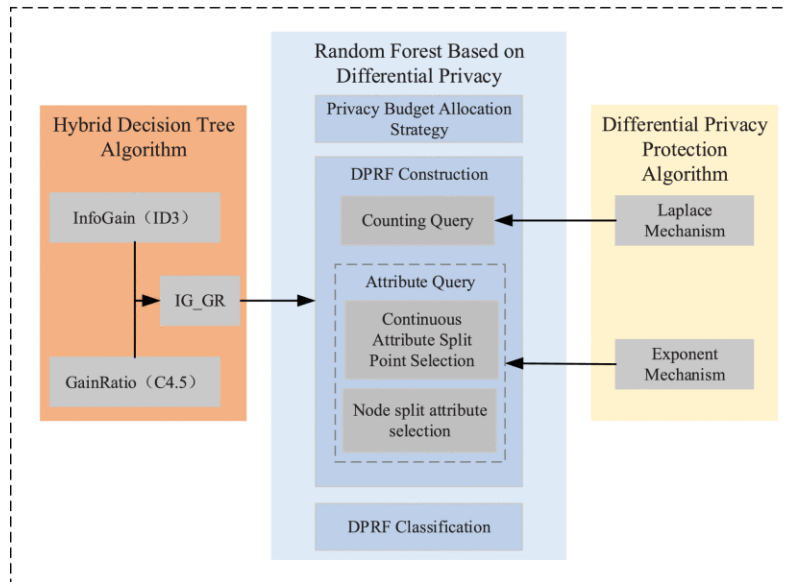 Hybrid Decision Tree
Algorithm
InfoGain（ID3）
IG_GR
GainRatio（C4.5）
Random Forest Based on
Differential Privacy
Privacy Budget Allocation
Strategy
DPRF Construction
Counting Query
Attribute Query
Continuous
Attribute Split
Point Selection
Node split attribute
selection
DPRF Classification
Differential Privacy
Protection
Algorithm
Laplace
Mechanism
Exponent
Mechanism